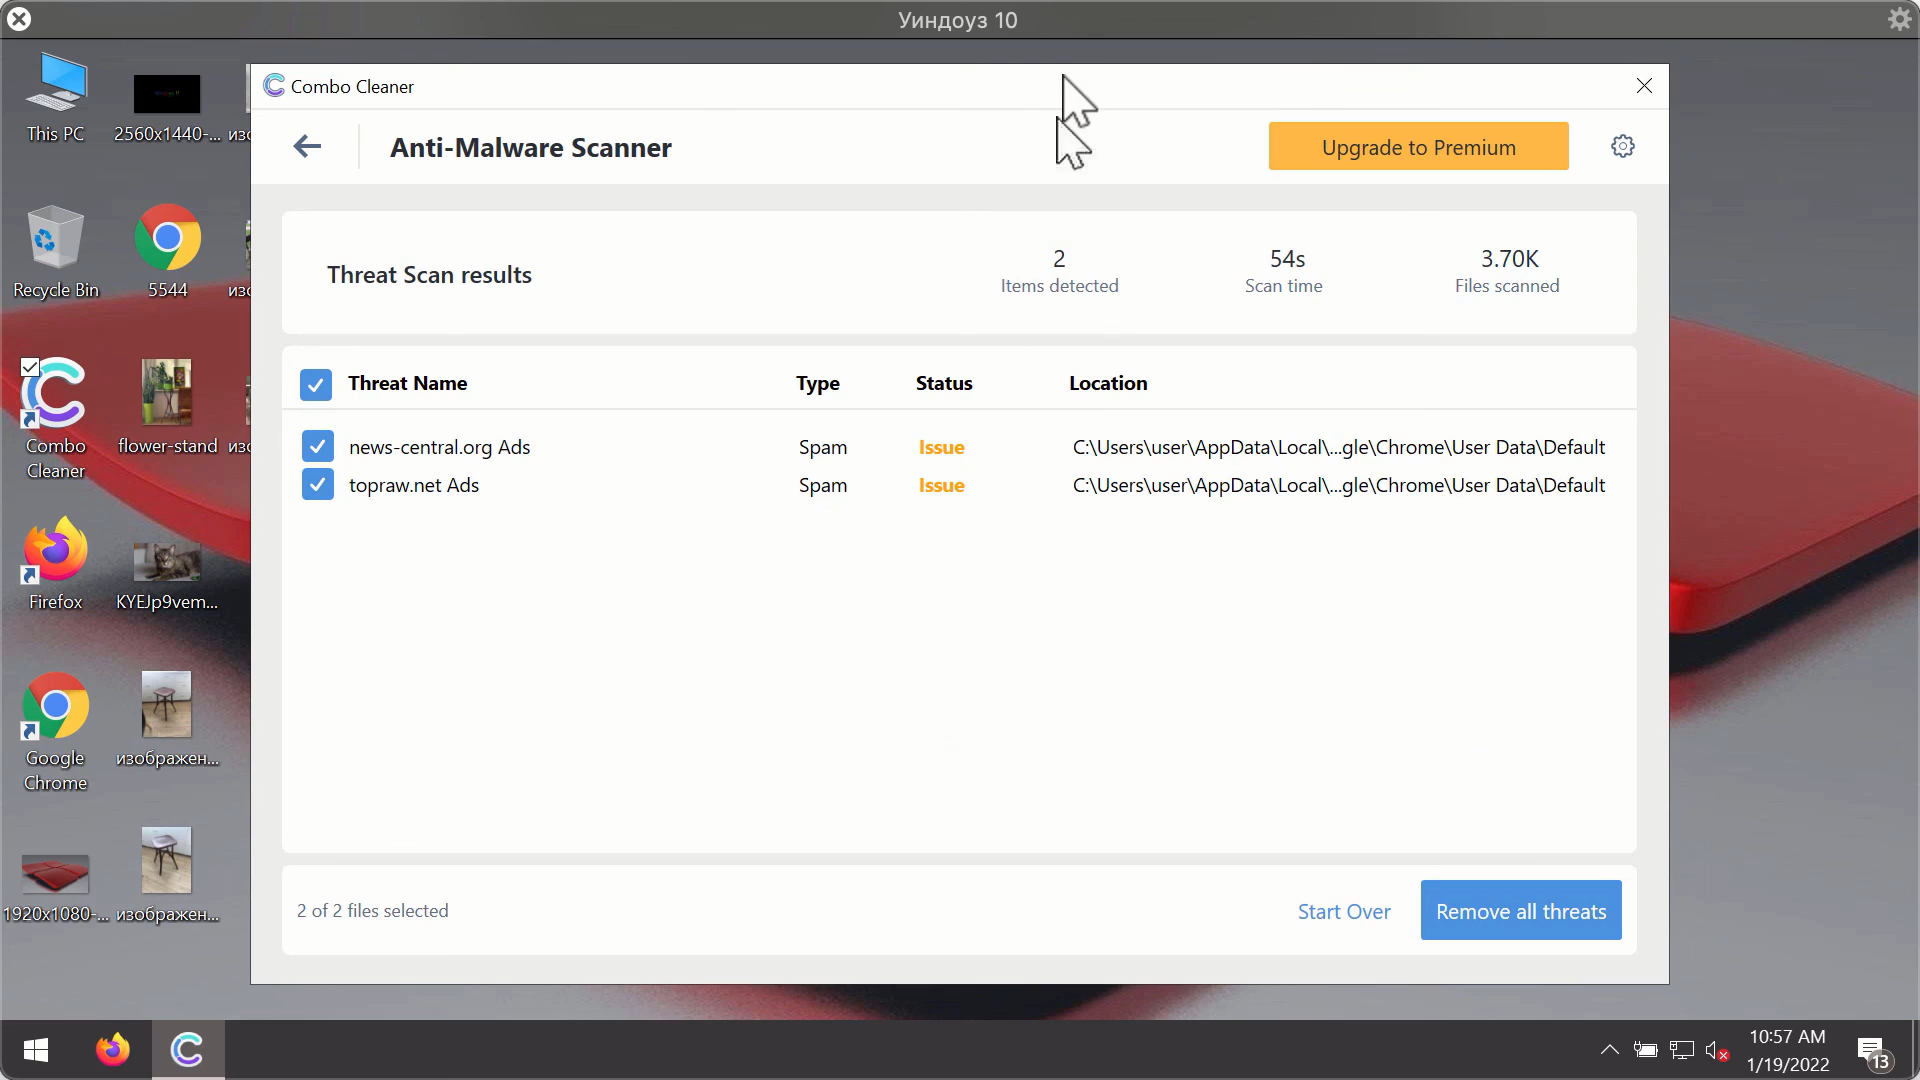 Уиндоуз 10
This PC
2560x1440-...
изо
Combo Cleaner
Anti-Malware Scanner
Upgrade to Premium
Recycle Bin
5544
изо
Threat Scan results
2
Items detected
54s
Scan time
3.70K
Files scanned
Threat Name
Type
Status
Location
news-central.org Ads
Spam
Issue
C:\Users\user\AppData\Local\...gle\Chrome\User Data\Default
topraw.net Ads
Spam
Issue
C:\Users\user\AppData\Local\...gle\Chrome\User Data\Default
Combo
Cleaner
flower-stand
изо
Firefox
KYEJp9vem...
Google
Chrome
изображен...
1920x1080-...
изображен...
2 of 2 files selected
Start Over
Remove all threats
10:57 AM
1/19/2022
13